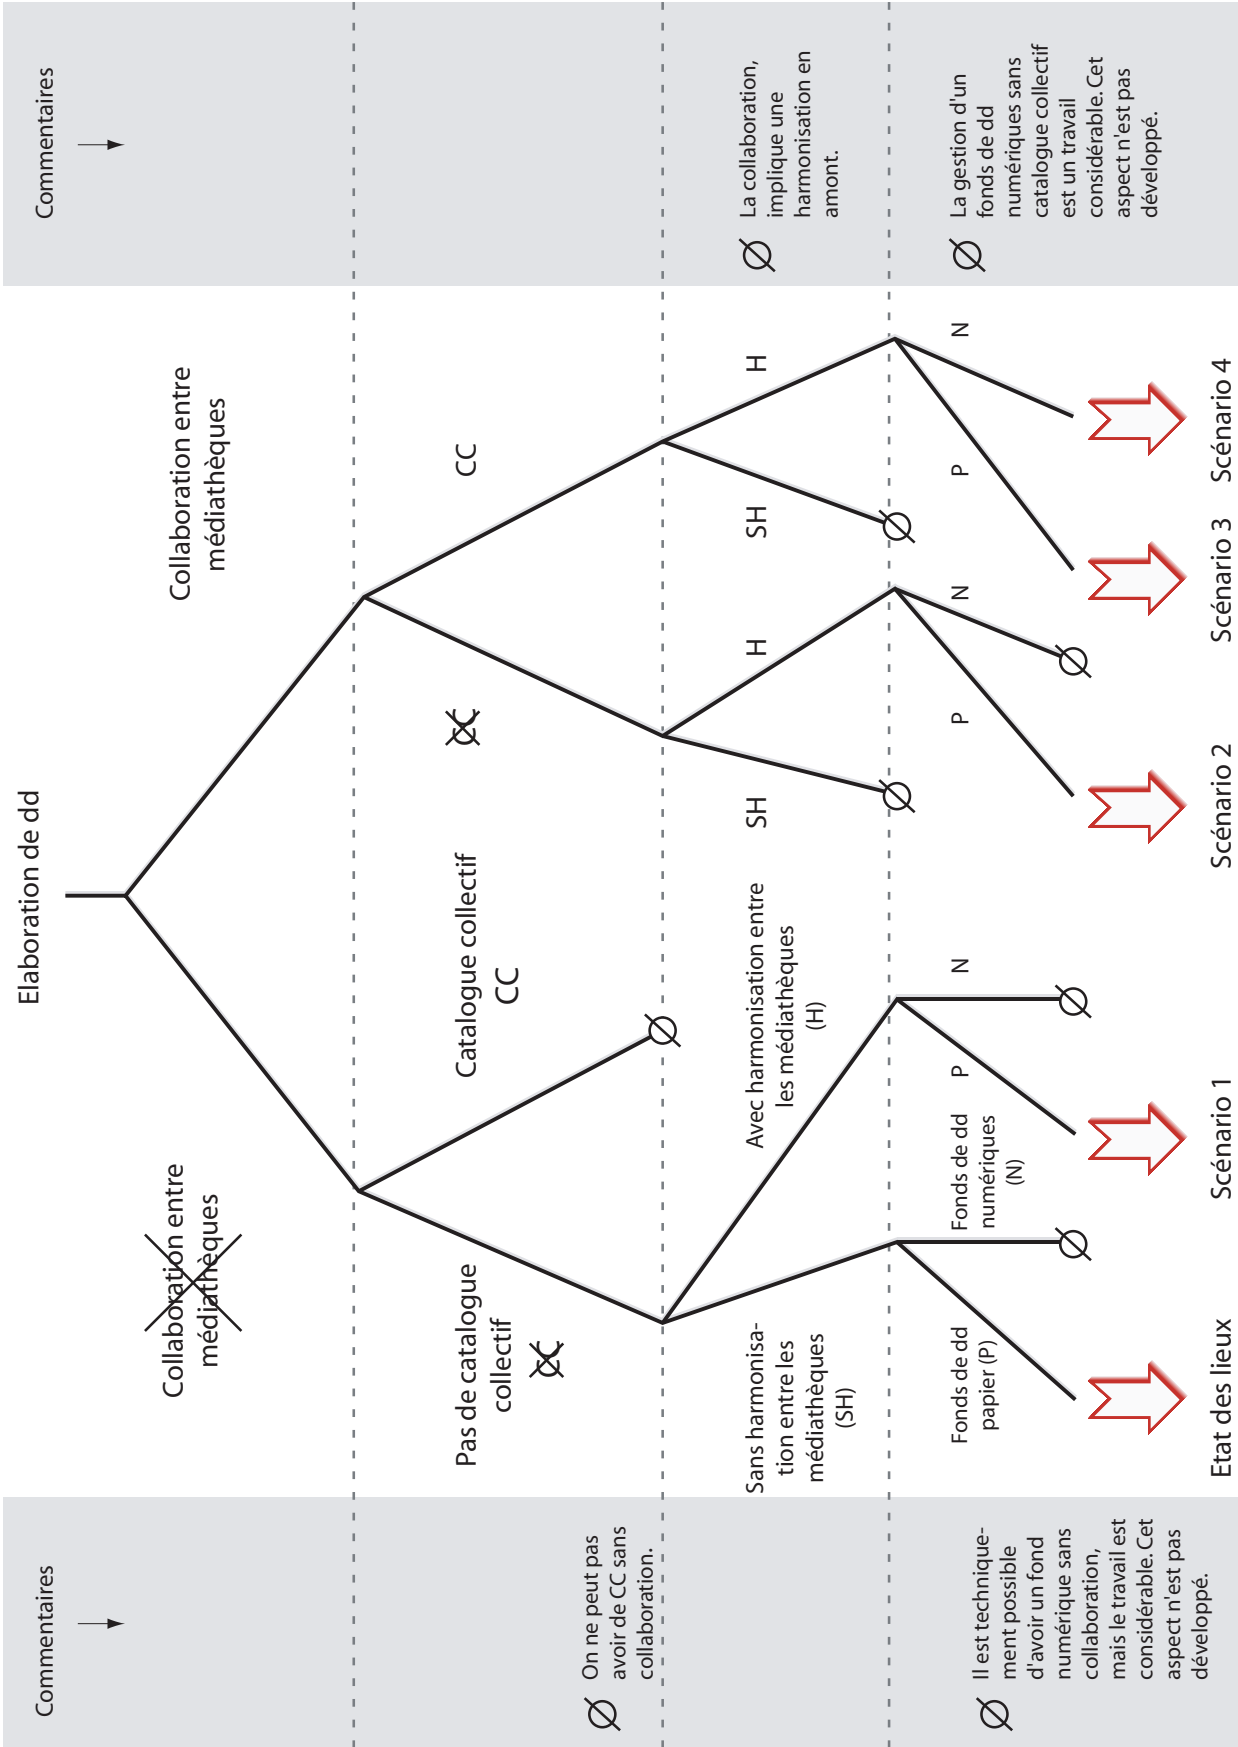 Elaboration de dd
Commentaires
Commentaires
Collaboration entre
médiathèques
Collaboration entre
médiathèques
Pas de catalogue
collectif
CC
Catalogue collectif
CC
CC
CC
On ne peut pas
avoir de CC sans
collaboration.
Sans harmonisa-
tion entre les
médiathèques
(SH)
Avec harmonisation entre
les médiathèques
(H)
SH
H
SH
H
La collaboration,
implique une
harmonisation en
amont.
Il est technique-
ment possible
d'avoir un fond
numérique sans
collaboration,
mais le travail est
considérable. Cet
aspect n'est pas
développé.
Fonds de dd
papier (P)
Fonds de dd
numériques
(N)
P
N
P
N
P
N
La gestion d'un
fonds de dd
numériques sans
catalogue collectif
est un travail
considérable. Cet
aspect n'est pas
développé.
Etat des lieux
Scénario 1
Scénario 2
Scénario 3
Scénario 4